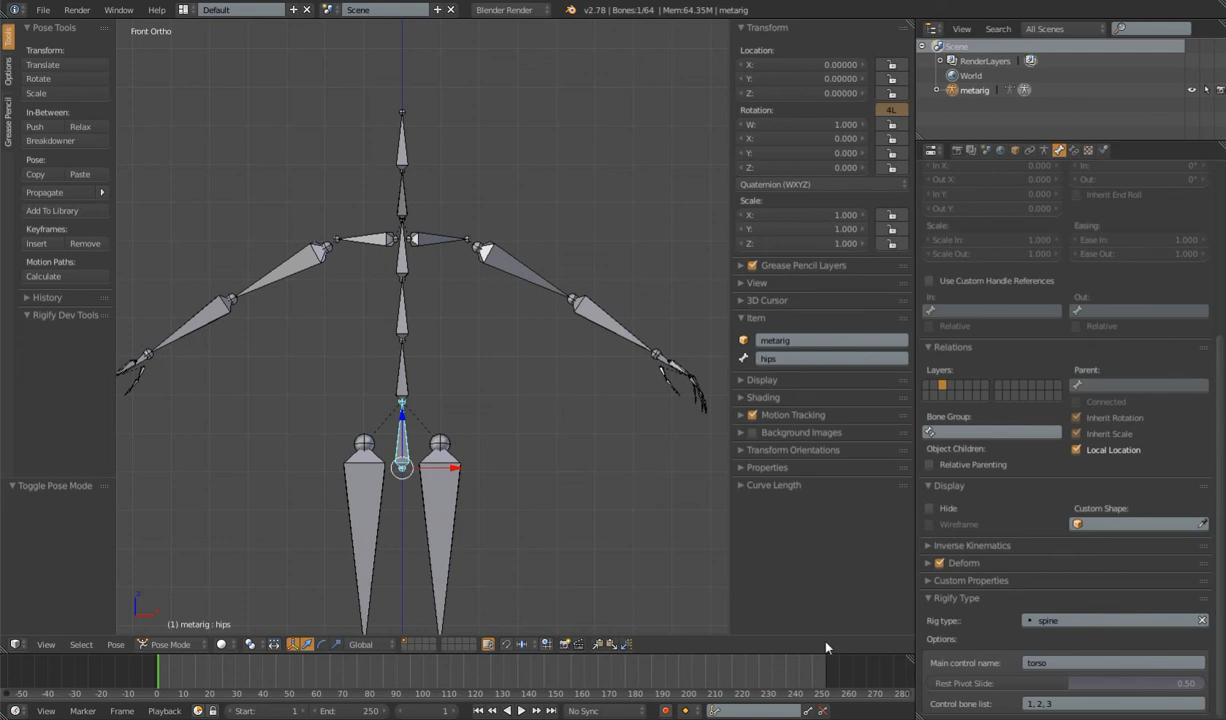 File Render Window Help Default Scene Blender Render v2.78 | Bones:1/64 | Mem:64.35M | metarig
View Search All Scenes
Tools
Options
Grease Pencil
Pose Tools
Transform:
Translate
Rotate
Scale
In-Between:
Push Relax
Breakdowner
Pose:
Copy Paste
Propagate
Add To Library
Keyframes:
Insert Remove
Motion Paths:
Calculate
History
Rigify Dev Tools
Toggle Pose Mode
Front Ortho
(1) metarig : hips
Transform
Location:
X: 0.00000
Y: 0.00000
Z: 0.00000
Rotation: 4L
W: 1.000
X: 0.000
Y: 0.000
Z: 0.000
Quaternion (WXYZ)
Scale:
X: 1.000
Y: 1.000
Z: 1.000
Grease Pencil Layers
View
3D Cursor
Item
metarig
hips
Display
Shading
Motion Tracking
Background Images
Transform Orientations
Properties
Curve Length
Scene
RenderLayers
World
metarig
In X: 0.000 In: 0°
Out X: 0.000 Out: 0°
In Y: 0.000 Inherit End Roll
Out Y: 0.000
Scale: Easing:
Scale In: 1.000 Ease In: 1.000
Scale Out: 1.000 Ease Out: 1.000
Use Custom Handle References
In: Out:
Relative Relative
Relations
Layers: Parent:
Connected
Bone Group: Inherit Rotation
Inherit Scale
Object Children: Local Location
Relative Parenting
Display
Hide Custom Shape:
Wireframe
Inverse Kinematics
Deform
Custom Properties
Rigify Type
Rig type: spine
Options:
Main control name: torso
Rest Pivot Slide: 0.50
Control bone list: 1, 2, 3
View Select Pose Pose Mode Global
-50 -40 -30 -20 -10 0 10 20 30 40 50 60 70 80 90 100 110 120 130 140 150 160 170 180 190 200 210 220 230 240 250 260 270 280
View Marker Frame Playback Start: 1 End: 250 1 No Sync